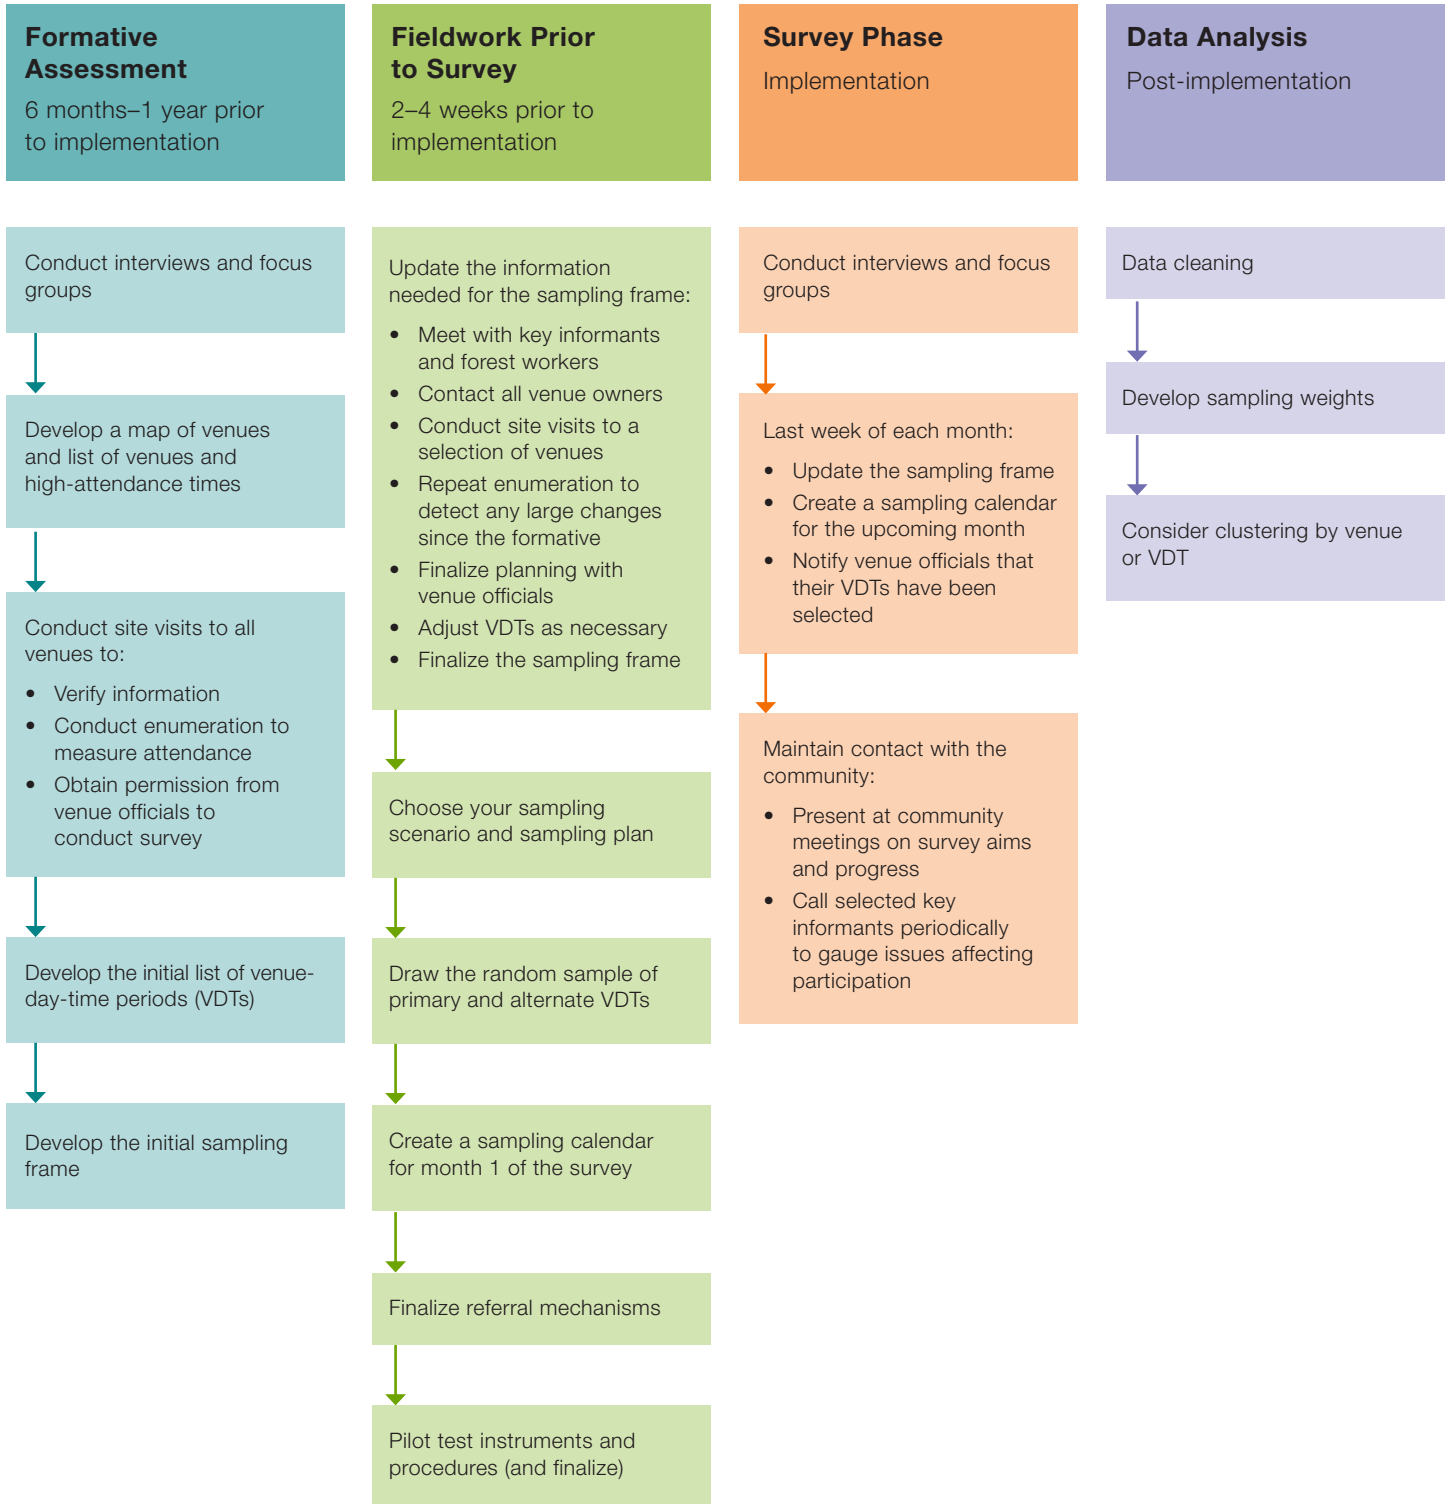 Formative
Assessment
6 months–1 year prior
to implementation
Conduct interviews and focus
groups
Develop a map of venues
and list of venues and
high-attendance times
Conduct site visits to all
venues to:
• Verify information
• Conduct enumeration to
measure attendance
• Obtain permission from
venue officials to
conduct survey
Develop the initial list of venue-
day-time periods (VDTs)
Develop the initial sampling
frame
Fieldwork Prior
to Survey
2–4 weeks prior to
implementation
Update the information
needed for the sampling frame:
• Meet with key informants
and forest workers
• Contact all venue owners
• Conduct site visits to a
selection of venues
• Repeat enumeration to
detect any large changes
since the formative
• Finalize planning with
venue officials
• Adjust VDTs as necessary
• Finalize the sampling frame
Choose your sampling
scenario and sampling plan
Draw the random sample of
primary and alternate VDTs
Create a sampling calendar
for month 1 of the survey
Finalize referral mechanisms
Pilot test instruments and
procedures (and finalize)
Survey Phase
Implementation
Conduct interviews and focus
groups
Last week of each month:
• Update the sampling frame
• Create a sampling calendar
for the upcoming month
• Notify venue officials that
their VDTs have been
selected
Maintain contact with the
community:
• Present at community
meetings on survey aims
and progress
• Call selected key
informants periodically
to gauge issues affecting
participation
Data Analysis
Post-implementation
Data cleaning
Develop sampling weights
Consider clustering by venue
or VDT